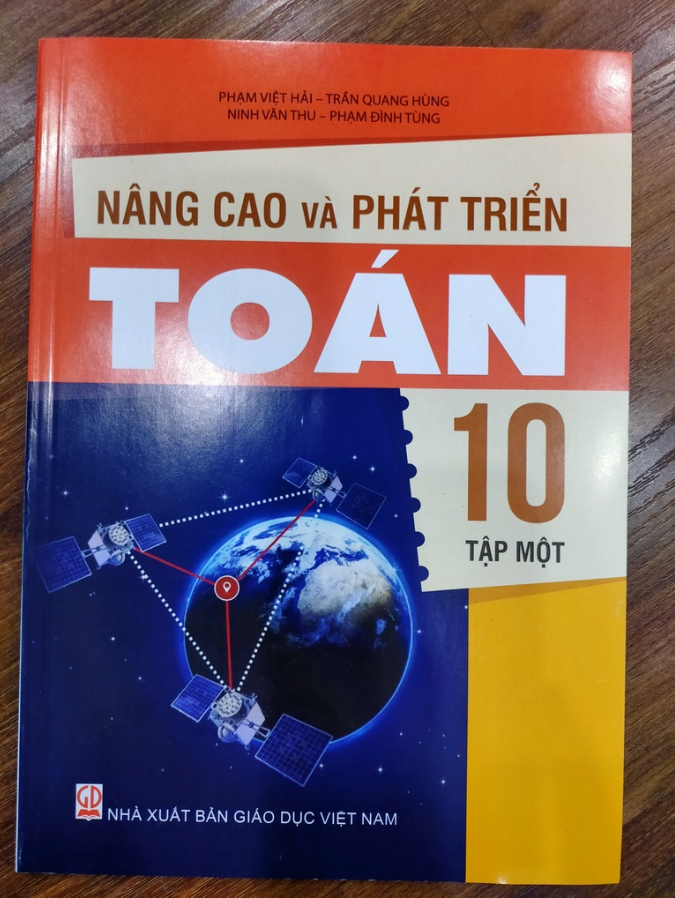 PHẠM VIỆT HẢI – TRẦN QUANG HÙNG
NINH VĂN THU – PHẠM ĐÌNH TÙNG
NÂNG CAO VÀ PHÁT TRIỂN
TOÁN
10
TẬP MỘT
GD
NHÀ XUẤT BẢN GIÁO DỤC VIỆT NAM